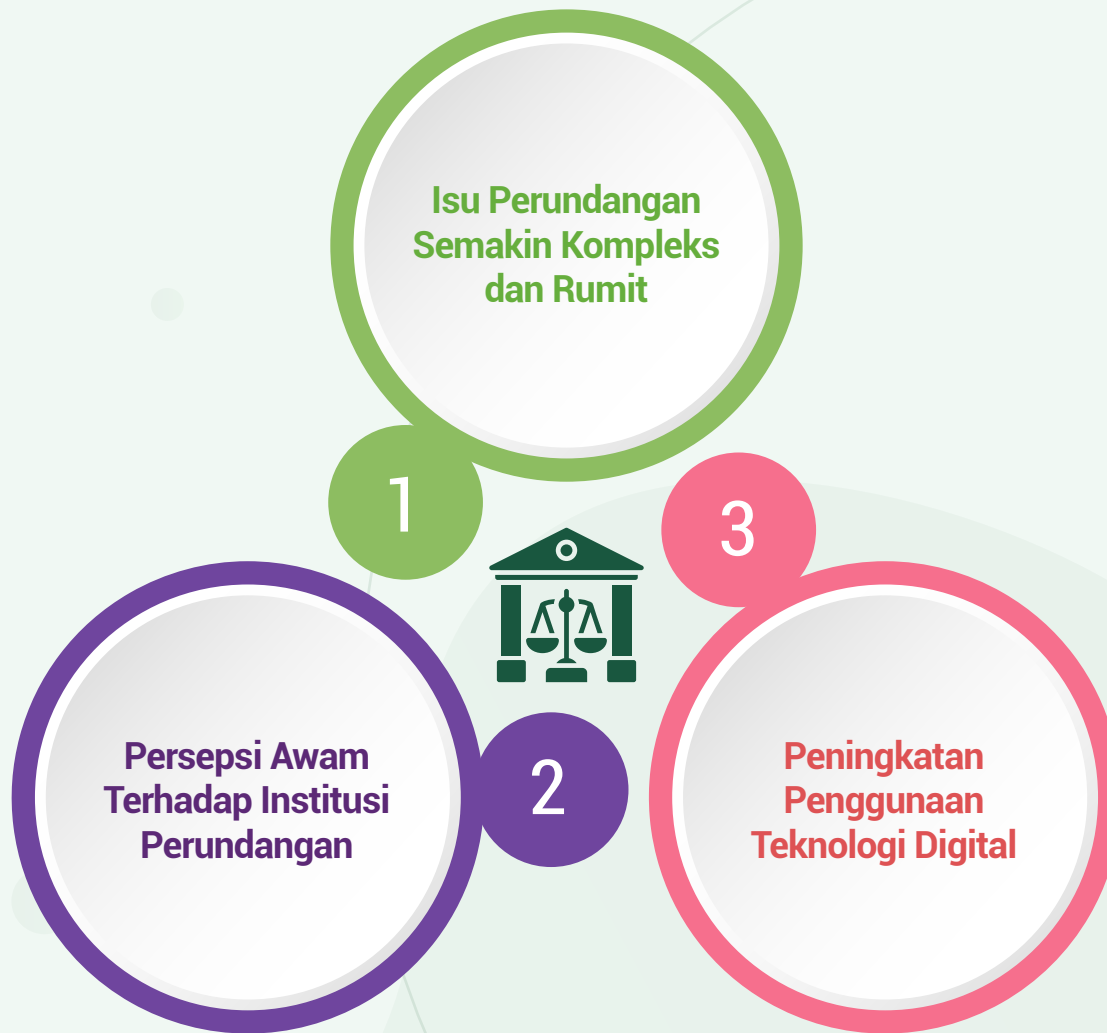 Isu Perundangan
Semakin Kompleks
dan Rumit
1
3
Persepsi Awam
Terhadap Institusi
Perundangan
2
Peningkatan
Penggunaan
Teknologi Digital